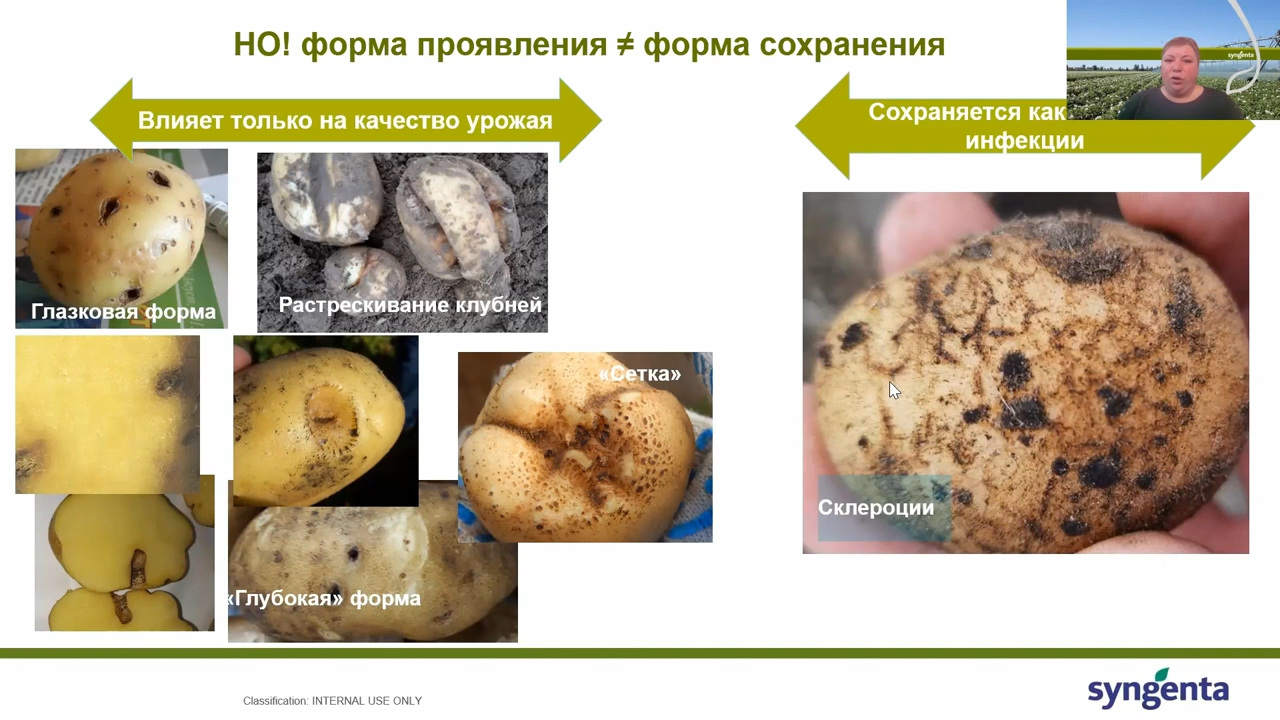 НО! форма проявления ≠ форма сохранения
Влияет только на качество урожая
Сохраняется как
инфекции
syngenta
Глазковая форма
Растрескивание клубней
«Сетка»
Склероции
«Глубокая» форма
Classification: INTERNAL USE ONLY
syngenta